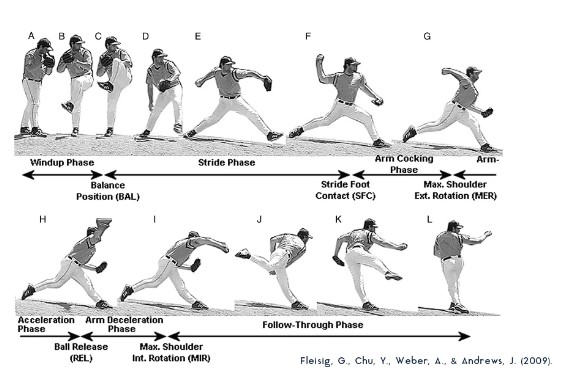 A B C D E F G
Windup Phase Stride Phase Arm Cocking Phase Arm-
Balance Position (BAL) Stride Foot Contact (SFC) Max. Shoulder Ext. Rotation (MER)
H I J K L
Acceleration Phase Arm Deceleration Phase Follow-Through Phase
Ball Release (REL) Max. Shoulder Int. Rotation (MIR)
Fleisig, G., Chu, Y., Weber, A., & Andrews, J. (2009).